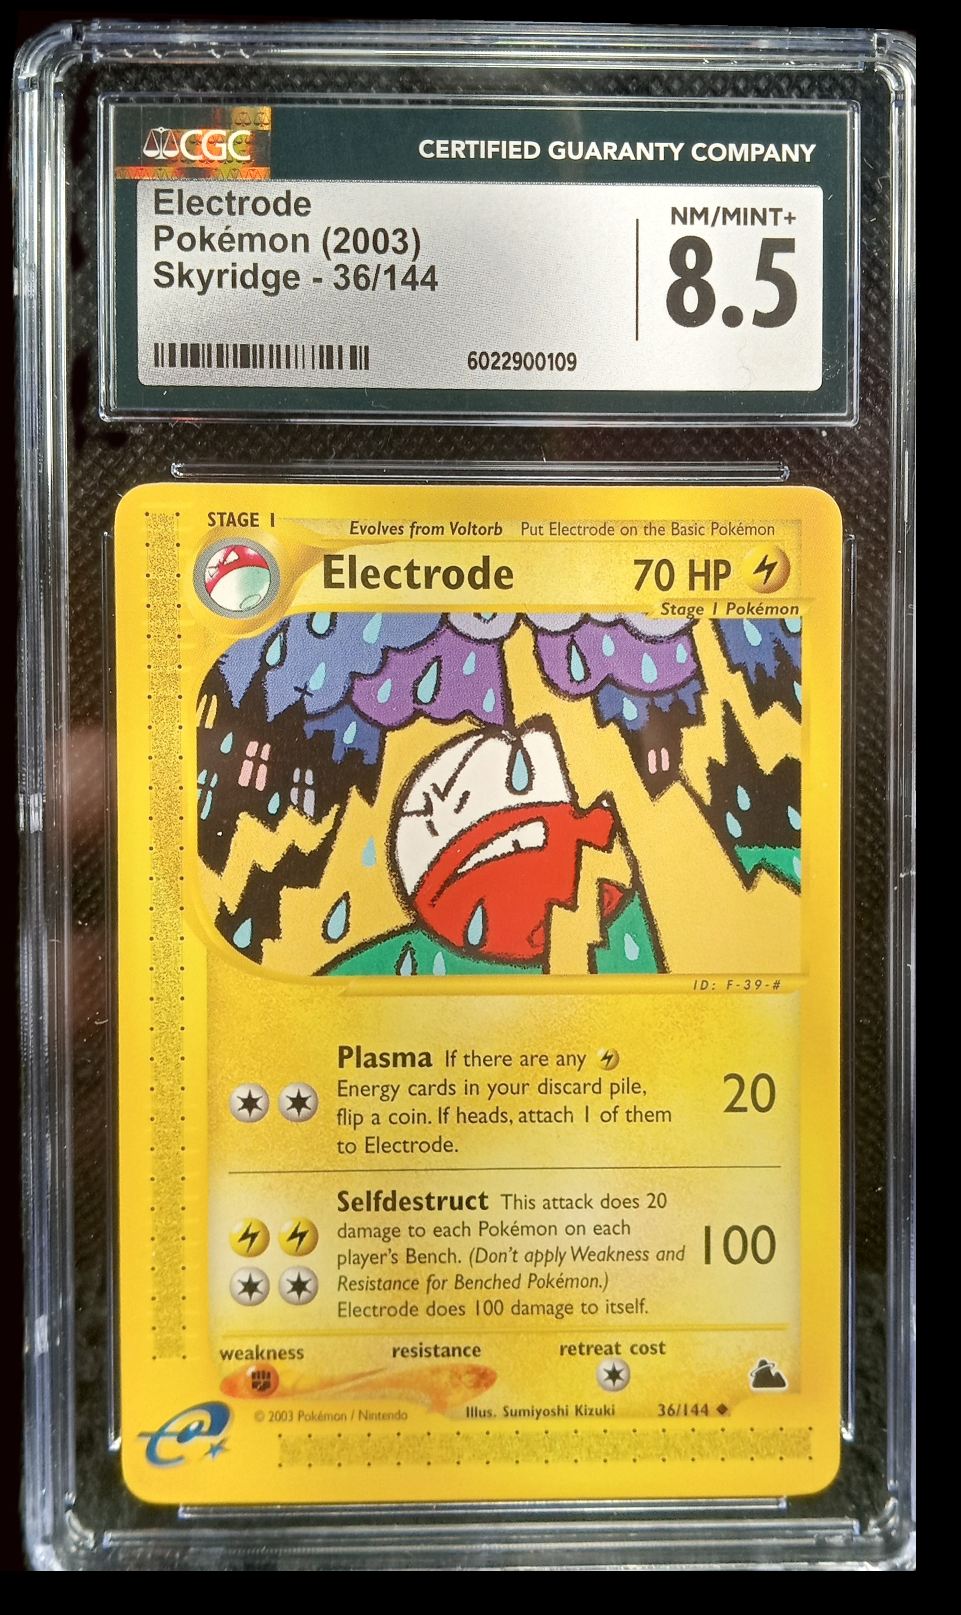 CGC
CERTIFIED GUARANTY COMPANY
Electrode
Pokémon (2003)
Skyridge - 36/144
NM/MINT+
8.5
6022900109
STAGE 1
Evolves from Voltorb Put Electrode on the Basic Pokémon
Electrode 70 HP
Stage 1 Pokémon
ID: F-39-#
Plasma If there are any
Energy cards in your discard pile,
flip a coin. If heads, attach 1 of them
to Electrode.
20
Selfdestruct This attack does 20
damage to each Pokémon on each
player's Bench. (Don't apply Weakness and
Resistance for Benched Pokémon.)
Electrode does 100 damage to itself.
100
weakness resistance retreat cost
© 2003 Pokémon / Nintendo Illus. Sumiyoshi Kizuki 36/144
e